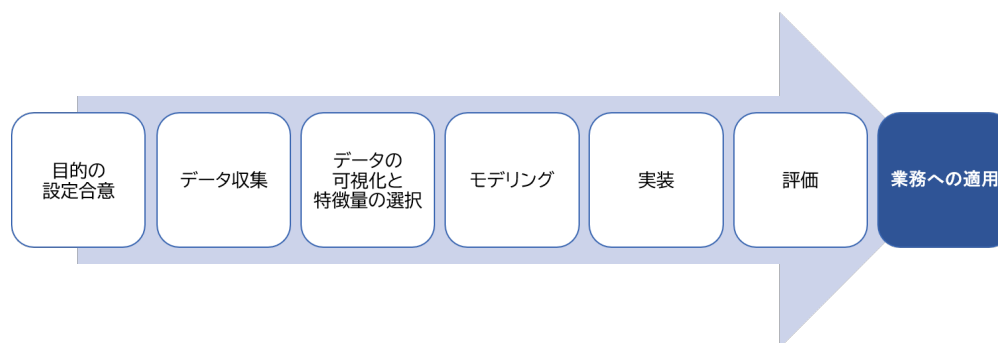 目的の
設定合意
データ収集
データの
可視化と
特徴量の選択
モデリング
実装
評価
業務への適用